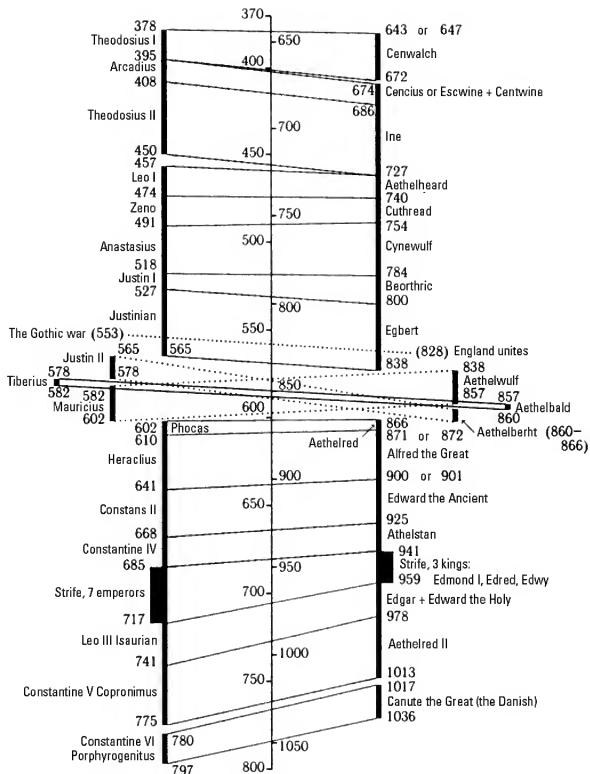 370
378
Theodosius I
395
Arcadius
408
Theodosius II
450
457
Leo I
474
Zeno
491
Anastasius
518
Justin I
527
Justinian
The Gothic war (553)
565
Justin II
565
578
578
Tiberius
582
582
Mauricius
602
602
Phocas
610
Heraclius
641
Constans II
668
Constantine IV
685
Strife, 7 emperors
717
Leo III Isaurian
741
Constantine V Copronimus
775
Constantine VI
780
Porphyrogenitus
797
650
400
700
450
750
500
800
550
850
600
900
650
950
700
1000
750
1050
800
643 or 647
Cenwalch
672
674
Cencius or Escwine + Centwine
686
Ine
727
Aethelheard
740
Cuthread
754
Cynewulf
784
Beorthric
800
Egbert
(828) England unites
838
838
Aethelwulf
857
857
Aethelbald
860
866
Aethelberht (860–
866)
Aethelred
871 or 872
Alfred the Great
900 or 901
Edward the Ancient
925
Athelstan
941
Strife, 3 kings:
959 Edmond I, Edred, Edwy
Edgar + Edward the Holy
978
Aethelred II
1013
1017
Canute the Great (the Danish)
1036